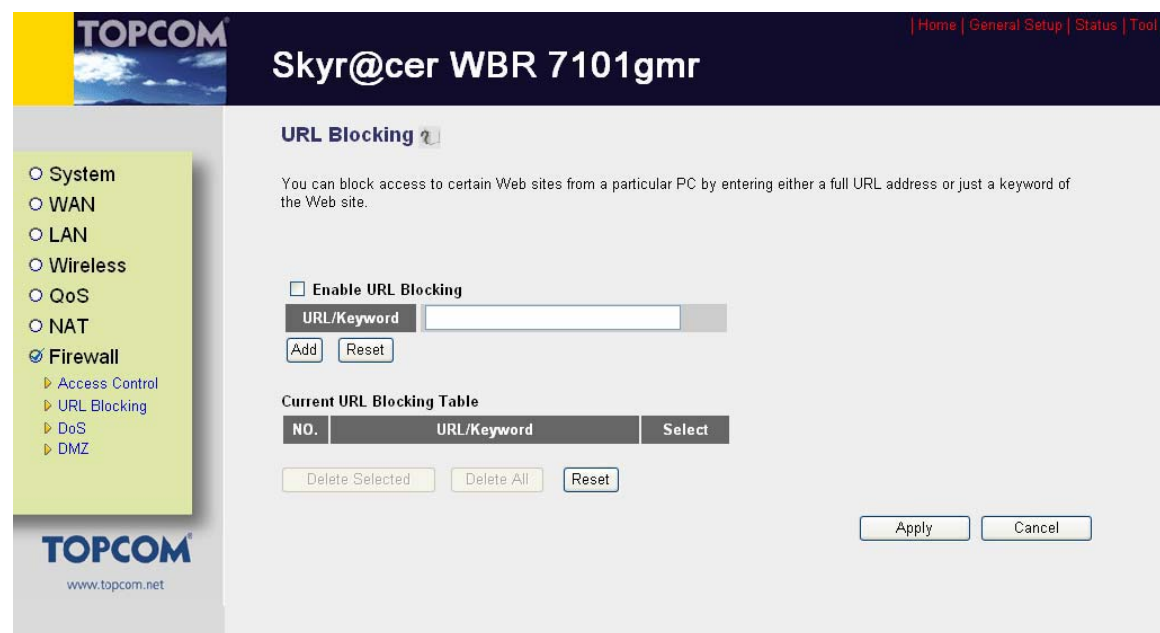 TOPCOM
| Home | General Setup | Status | Tool
Skyr@cer WBR 7101gmr
URL Blocking
You can block access to certain Web sites from a particular PC by entering either a full URL address or just a keyword of
the Web site.
System
WAN
LAN
Wireless
QoS
NAT
Firewall
Access Control
URL Blocking
DoS
DMZ
Enable URL Blocking
URL/Keyword
Add Reset
Current URL Blocking Table
NO. URL/Keyword Select
Delete Selected Delete All Reset
Apply Cancel
TOPCOM
www.topcom.net